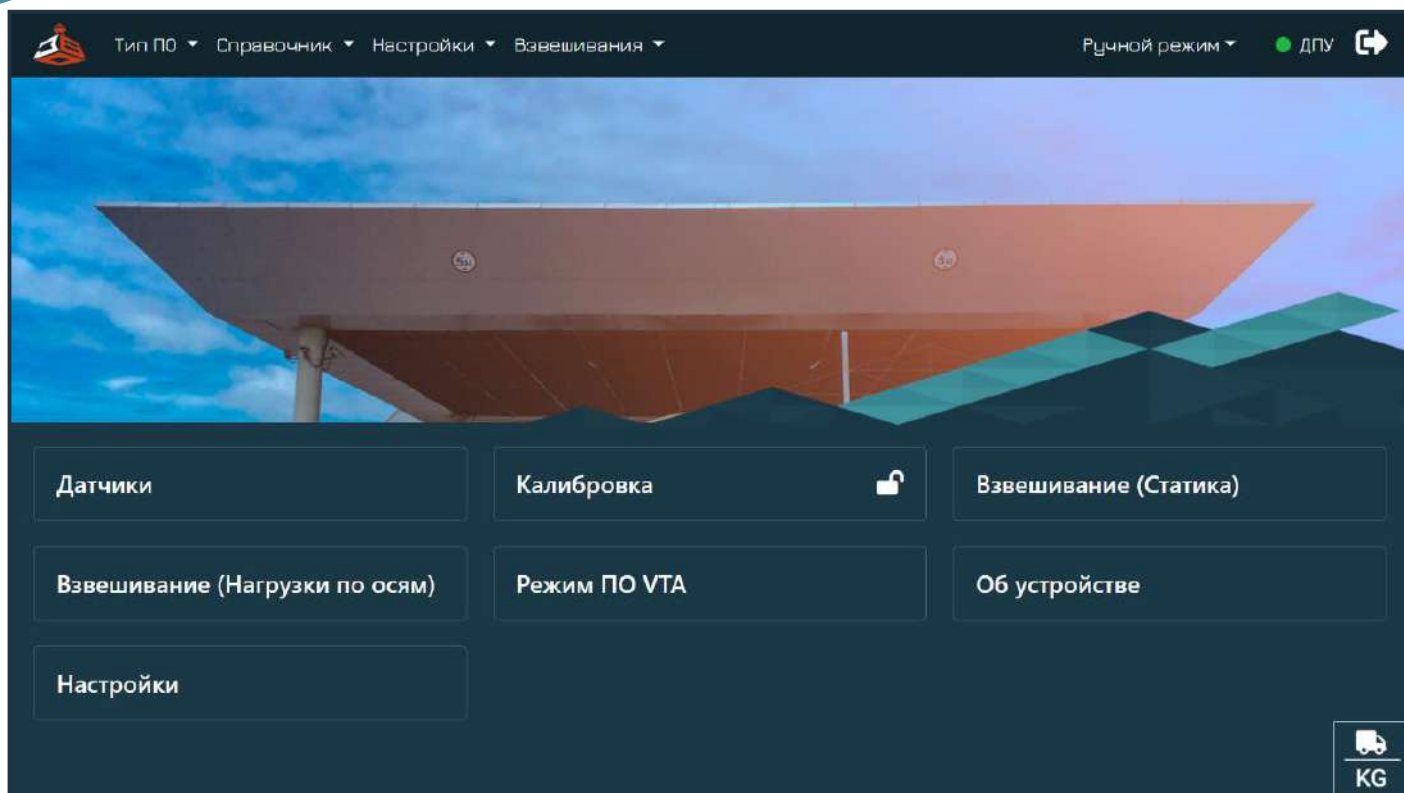 Тип ПО Справочник Настройки Взвешивания Ручной режим ДПУ
Датчики Калибровка Взвешивание (Статика)
Взвешивание (Нагрузки по осям) Режим ПО VTA Об устройстве
Настройки
KG